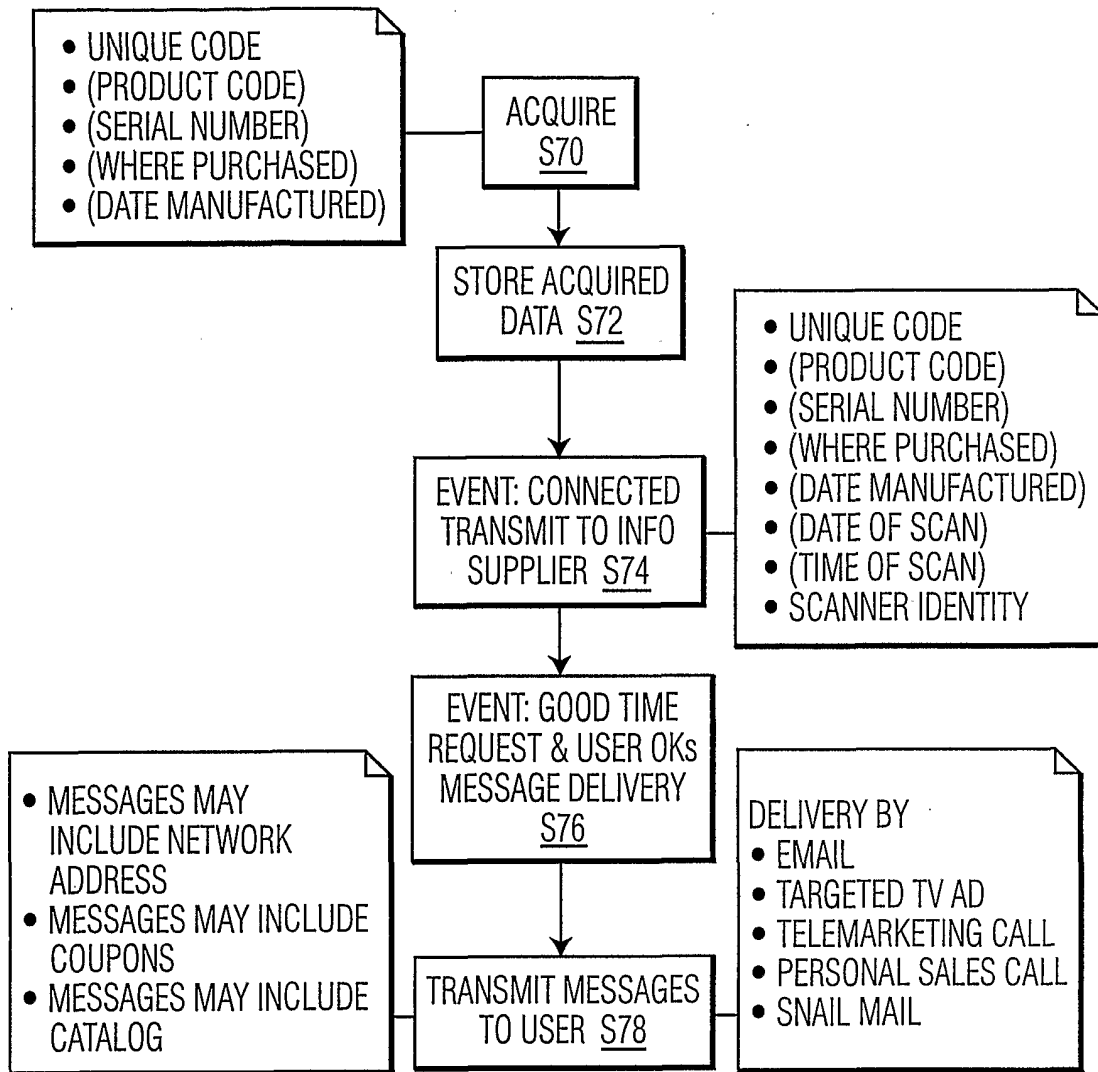 • UNIQUE CODE
• (PRODUCT CODE)
• (SERIAL NUMBER)
• (WHERE PURCHASED)
• (DATE MANUFACTURED)
ACQUIRE
S70
STORE ACQUIRED
DATA S72
EVENT: CONNECTED
TRANSMIT TO INFO
SUPPLIER S74
• UNIQUE CODE
• (PRODUCT CODE)
• (SERIAL NUMBER)
• (WHERE PURCHASED)
• (DATE MANUFACTURED)
• (DATE OF SCAN)
• (TIME OF SCAN)
• SCANNER IDENTITY
EVENT: GOOD TIME
REQUEST & USER OKs
MESSAGE DELIVERY
S76
• MESSAGES MAY
INCLUDE NETWORK
ADDRESS
• MESSAGES MAY INCLUDE
COUPONS
• MESSAGES MAY INCLUDE
CATALOG
TRANSMIT MESSAGES
TO USER S78
DELIVERY BY
• EMAIL
• TARGETED TV AD
• TELEMARKETING CALL
• PERSONAL SALES CALL
• SNAIL MAIL